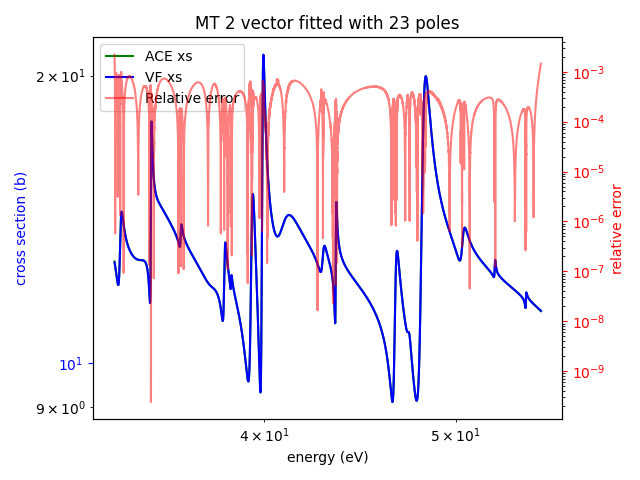 MT 2 vector fitted with 23 poles
ACE xs
VF xs
Relative error
2 × 10¹
10¹
9 × 10⁰
cross section (b)
4 × 10¹
5 × 10¹
energy (eV)
10⁻³
10⁻⁴
10⁻⁵
10⁻⁶
10⁻⁷
10⁻⁸
10⁻⁹
relative error